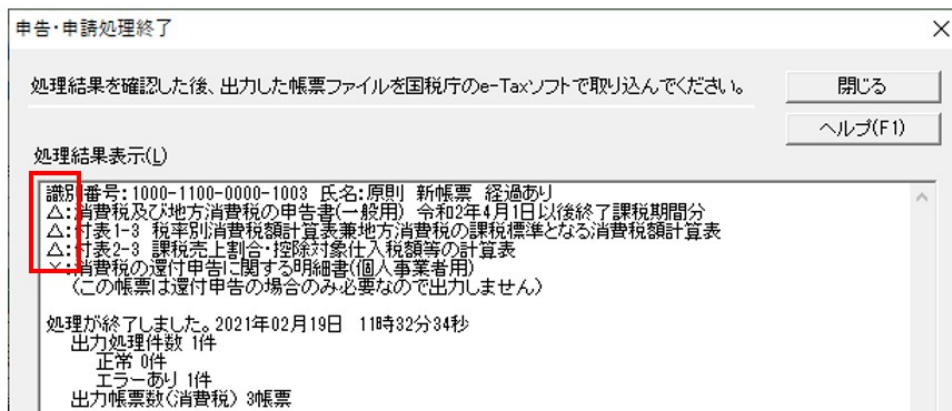 申告・申請処理終了
処理結果を確認した後、出力した帳票ファイルを国税庁のe-Taxソフトで取り込んでください。
閉じる
ヘルプ(F1)
処理結果表示(L)
識別番号:1000-1100-0000-1003 氏名:原則 新帳票 経過あり
△:消費税及び地方消費税の申告書(一般用) 令和2年4月1日以後終了課税期間分
△:付表1-3 税率別消費税額計算表兼地方消費税の課税標準となる消費税額計算表
△:付表2-3 課税売上割合・控除対象仕入税額等の計算表
×:消費税の還付申告に関する明細書(個人事業者用)
(この帳票は還付申告の場合のみ必要なので出力しません)
処理が終了しました。2021年02月19日 11時32分34秒
出力処理件数 1件
正常 0件
エラーあり 1件
出力帳票数(消費税) 3帳票